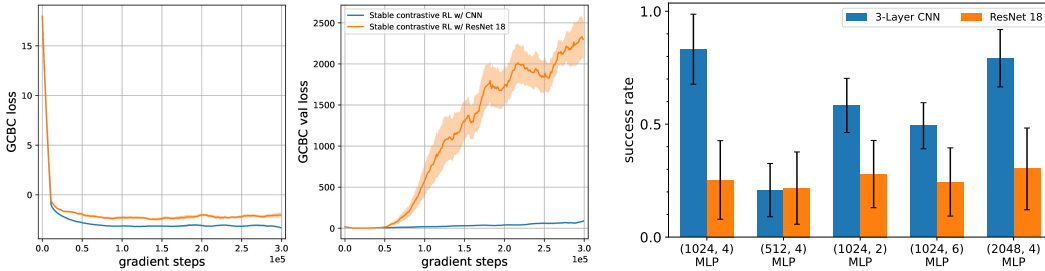 GCBC loss
15
10
5
0
0.0 0.5 1.0 1.5 2.0 2.5 3.0
1e5
gradient steps
Stable contrastive RL w/ CNN
Stable contrastive RL w/ ResNet 18
GCBC val loss
2500
2000
1500
1000
500
0
0.0 0.5 1.0 1.5 2.0 2.5 3.0
1e5
gradient steps
3-Layer CNN
ResNet 18
success rate
1.0
0.5
0.0
(1024, 4) (512, 4) (1024, 2) (1024, 6) (2048, 4)
MLP MLP MLP MLP MLP